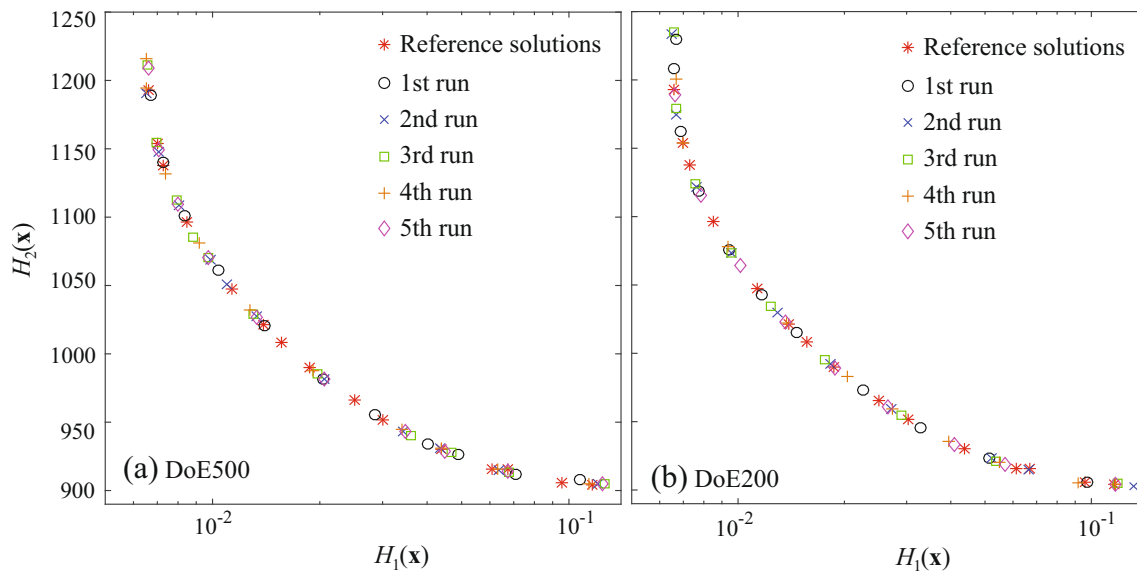 1250
1200
1150
1100
1050
1000
950
900
H₂(x)
Reference solutions
1st run
2nd run
3rd run
4th run
5th run
(a) DoE500
10⁻² 10⁻¹
H₁(x)
Reference solutions
1st run
2nd run
3rd run
4th run
5th run
(b) DoE200
10⁻² 10⁻¹
H₁(x)